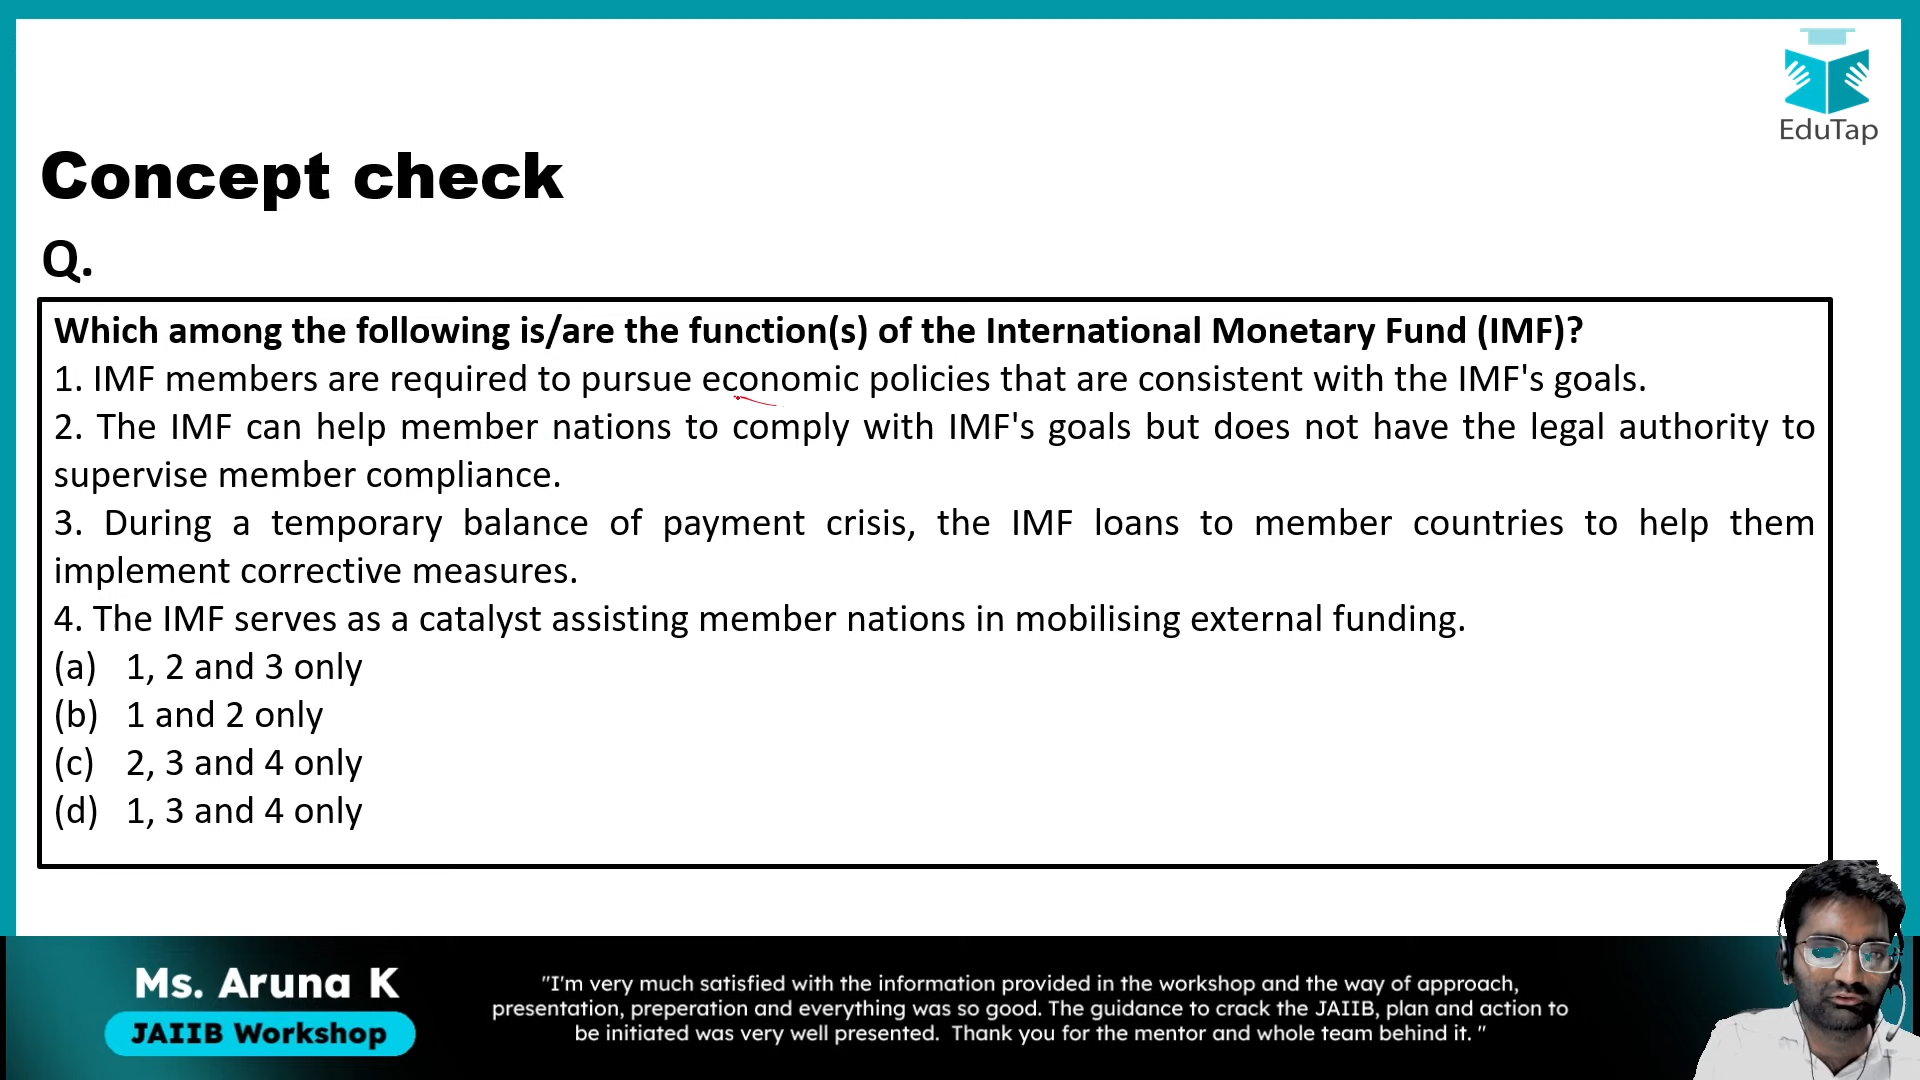 EduTap
Concept check
Q.
Which among the following is/are the function(s) of the International Monetary Fund (IMF)?
1. IMF members are required to pursue economic policies that are consistent with the IMF's goals.
2. The IMF can help member nations to comply with IMF's goals but does not have the legal authority to
supervise member compliance.
3. During a temporary balance of payment crisis, the IMF loans to member countries to help them
implement corrective measures.
4. The IMF serves as a catalyst assisting member nations in mobilising external funding.
(a) 1, 2 and 3 only
(b) 1 and 2 only
(c) 2, 3 and 4 only
(d) 1, 3 and 4 only
Ms. Aruna K
JAIIB Workshop
"I'm very much satisfied with the information provided in the workshop and the way of approach,
presentation, preperation and everything was so good. The guidance to crack the JAIIB, plan and action to
be initiated was very well presented. Thank you for the mentor and whole team behind it. "